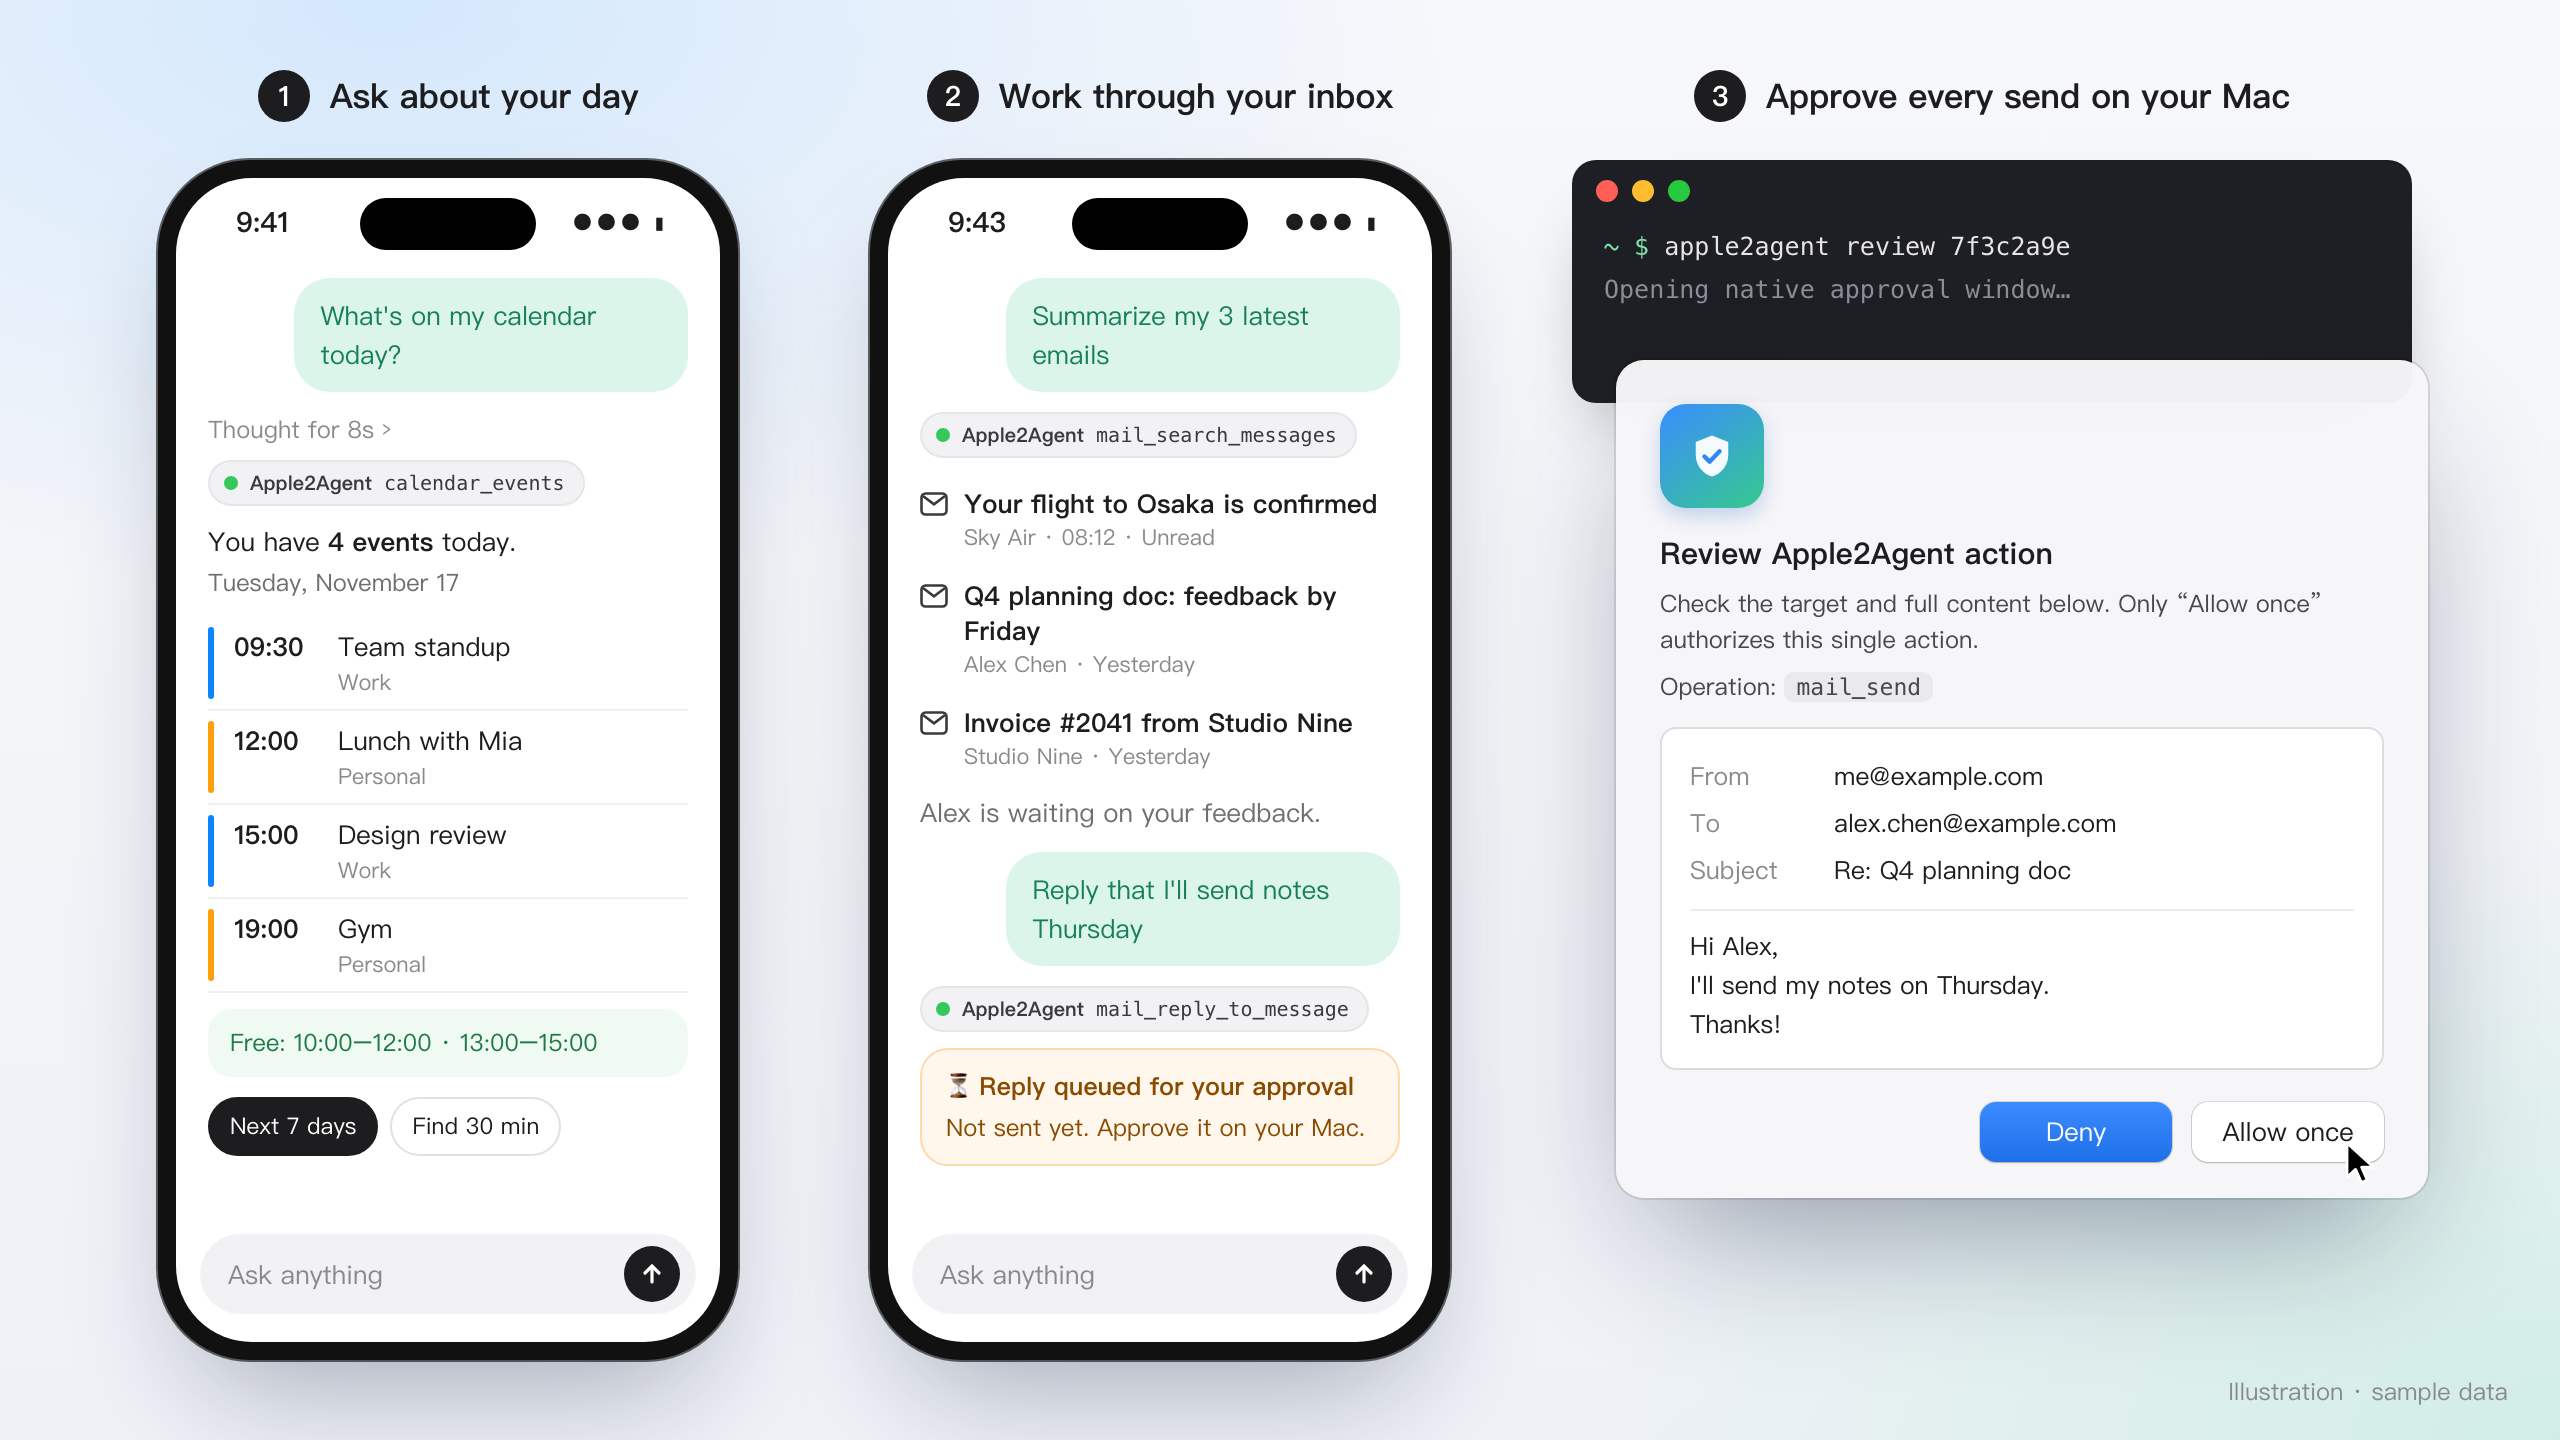 1 Ask about your day
9:41
What's on my calendar
today?
Thought for 8s >
Apple2Agent calendar_events
You have 4 events today.
Tuesday, November 17
09:30 Team standup
Work
12:00 Lunch with Mia
Personal
15:00 Design review
Work
19:00 Gym
Personal
Free: 10:00–12:00 · 13:00–15:00
Next 7 days Find 30 min
Ask anything
2 Work through your inbox
9:43
Summarize my 3 latest
emails
Apple2Agent mail_search_messages
Your flight to Osaka is confirmed
Sky Air · 08:12 · Unread
Q4 planning doc: feedback by
Friday
Alex Chen · Yesterday
Invoice #2041 from Studio Nine
Studio Nine · Yesterday
Alex is waiting on your feedback.
Reply that I'll send notes
Thursday
Apple2Agent mail_reply_to_message
⏳ Reply queued for your approval
Not sent yet. Approve it on your Mac.
Ask anything
3 Approve every send on your Mac
~ $ apple2agent review 7f3c2a9e
Opening native approval window…
Review Apple2Agent action
Check the target and full content below. Only “Allow once”
authorizes this single action.
Operation: mail_send
From me@example.com
To alex.chen@example.com
Subject Re: Q4 planning doc
Hi Alex,
I'll send my notes on Thursday.
Thanks!
Deny Allow once
Illustration · sample data